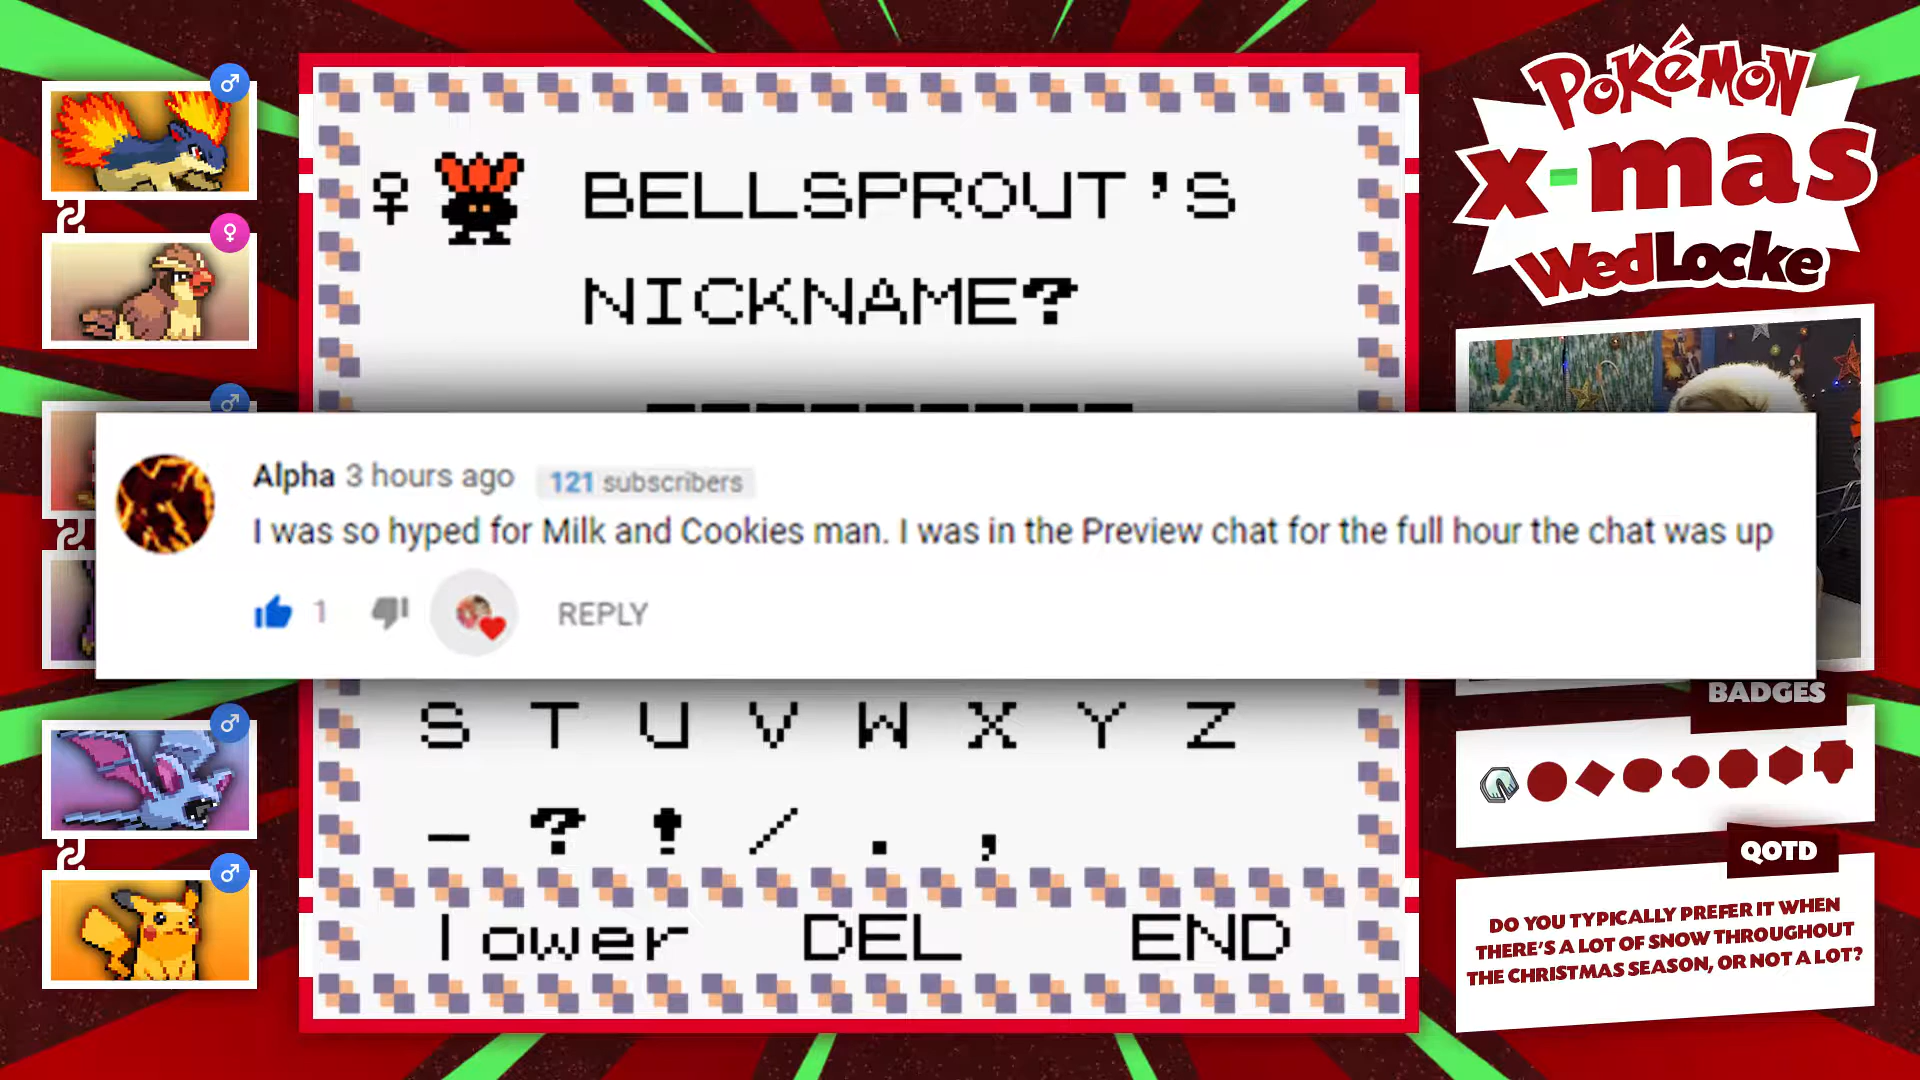 POKÉMON
x-mas
WedLocke
♀ BELLSPROUT'S
NICKNAME?
Alpha 3 hours ago 121 subscribers
I was so hyped for Milk and Cookies man. I was in the Preview chat for the full hour the chat was up
1 REPLY
S T U V W X Y Z
- ? ! / . ,
lower DEL END
BADGES
QOTD
DO YOU TYPICALLY PREFER IT WHEN
THERE'S A LOT OF SNOW THROUGHOUT
THE CHRISTMAS SEASON, OR NOT A LOT?